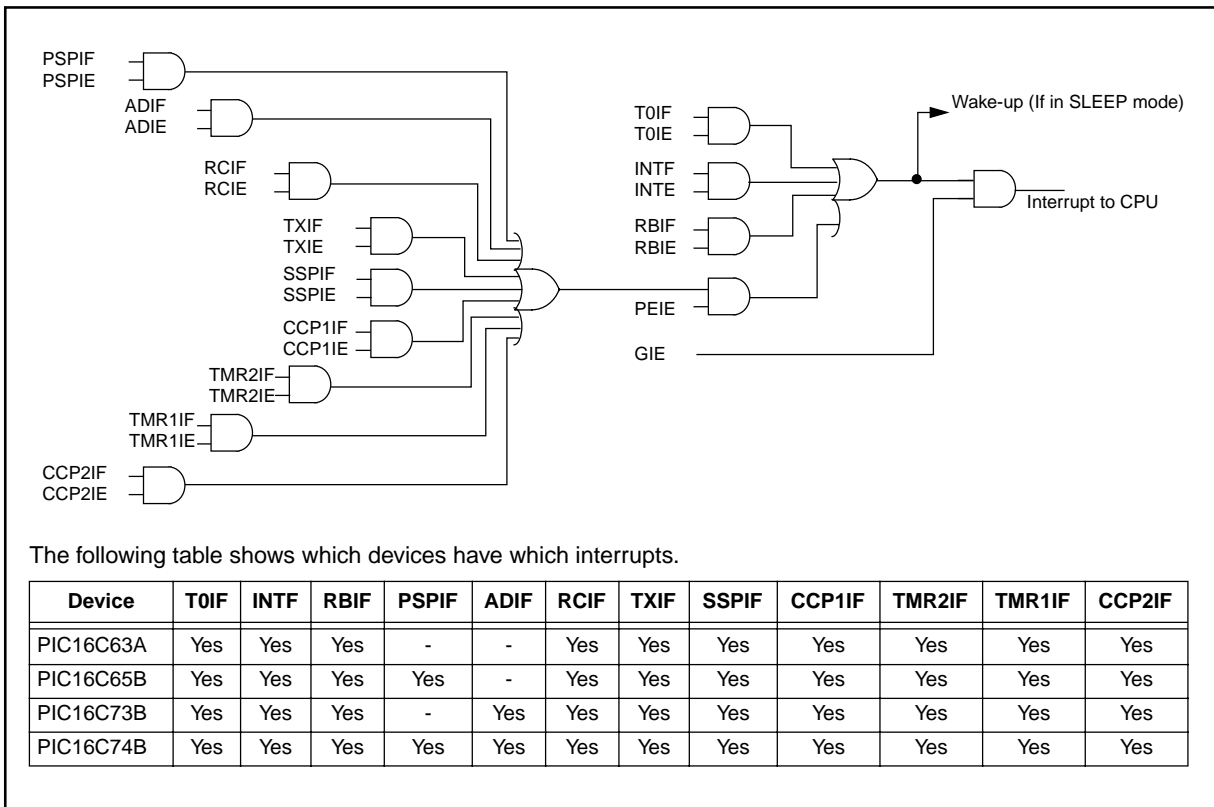 PSPIF
PSPIE
ADIF
ADIE
RCIF
RCIE
TXIF
TXIE
SSPIF
SSPIE
CCP1IF
CCP1IE
TMR2IF
TMR2IE
TMR1IF
TMR1IE
CCP2IF
CCP2IE
T0IF
T0IE
INTF
INTE
RBIF
RBIE
PEIE
GIE
Wake-up (If in SLEEP mode)
Interrupt to CPU
The following table shows which devices have which interrupts.
Device T0IF INTF RBIF PSPIF ADIF RCIF TXIF SSPIF CCP1IF TMR2IF TMR1IF CCP2IF
PIC16C63A Yes Yes Yes - - Yes Yes Yes Yes Yes Yes Yes
PIC16C65B Yes Yes Yes Yes - Yes Yes Yes Yes Yes Yes Yes
PIC16C73B Yes Yes Yes - Yes Yes Yes Yes Yes Yes Yes Yes
PIC16C74B Yes Yes Yes Yes Yes Yes Yes Yes Yes Yes Yes Yes